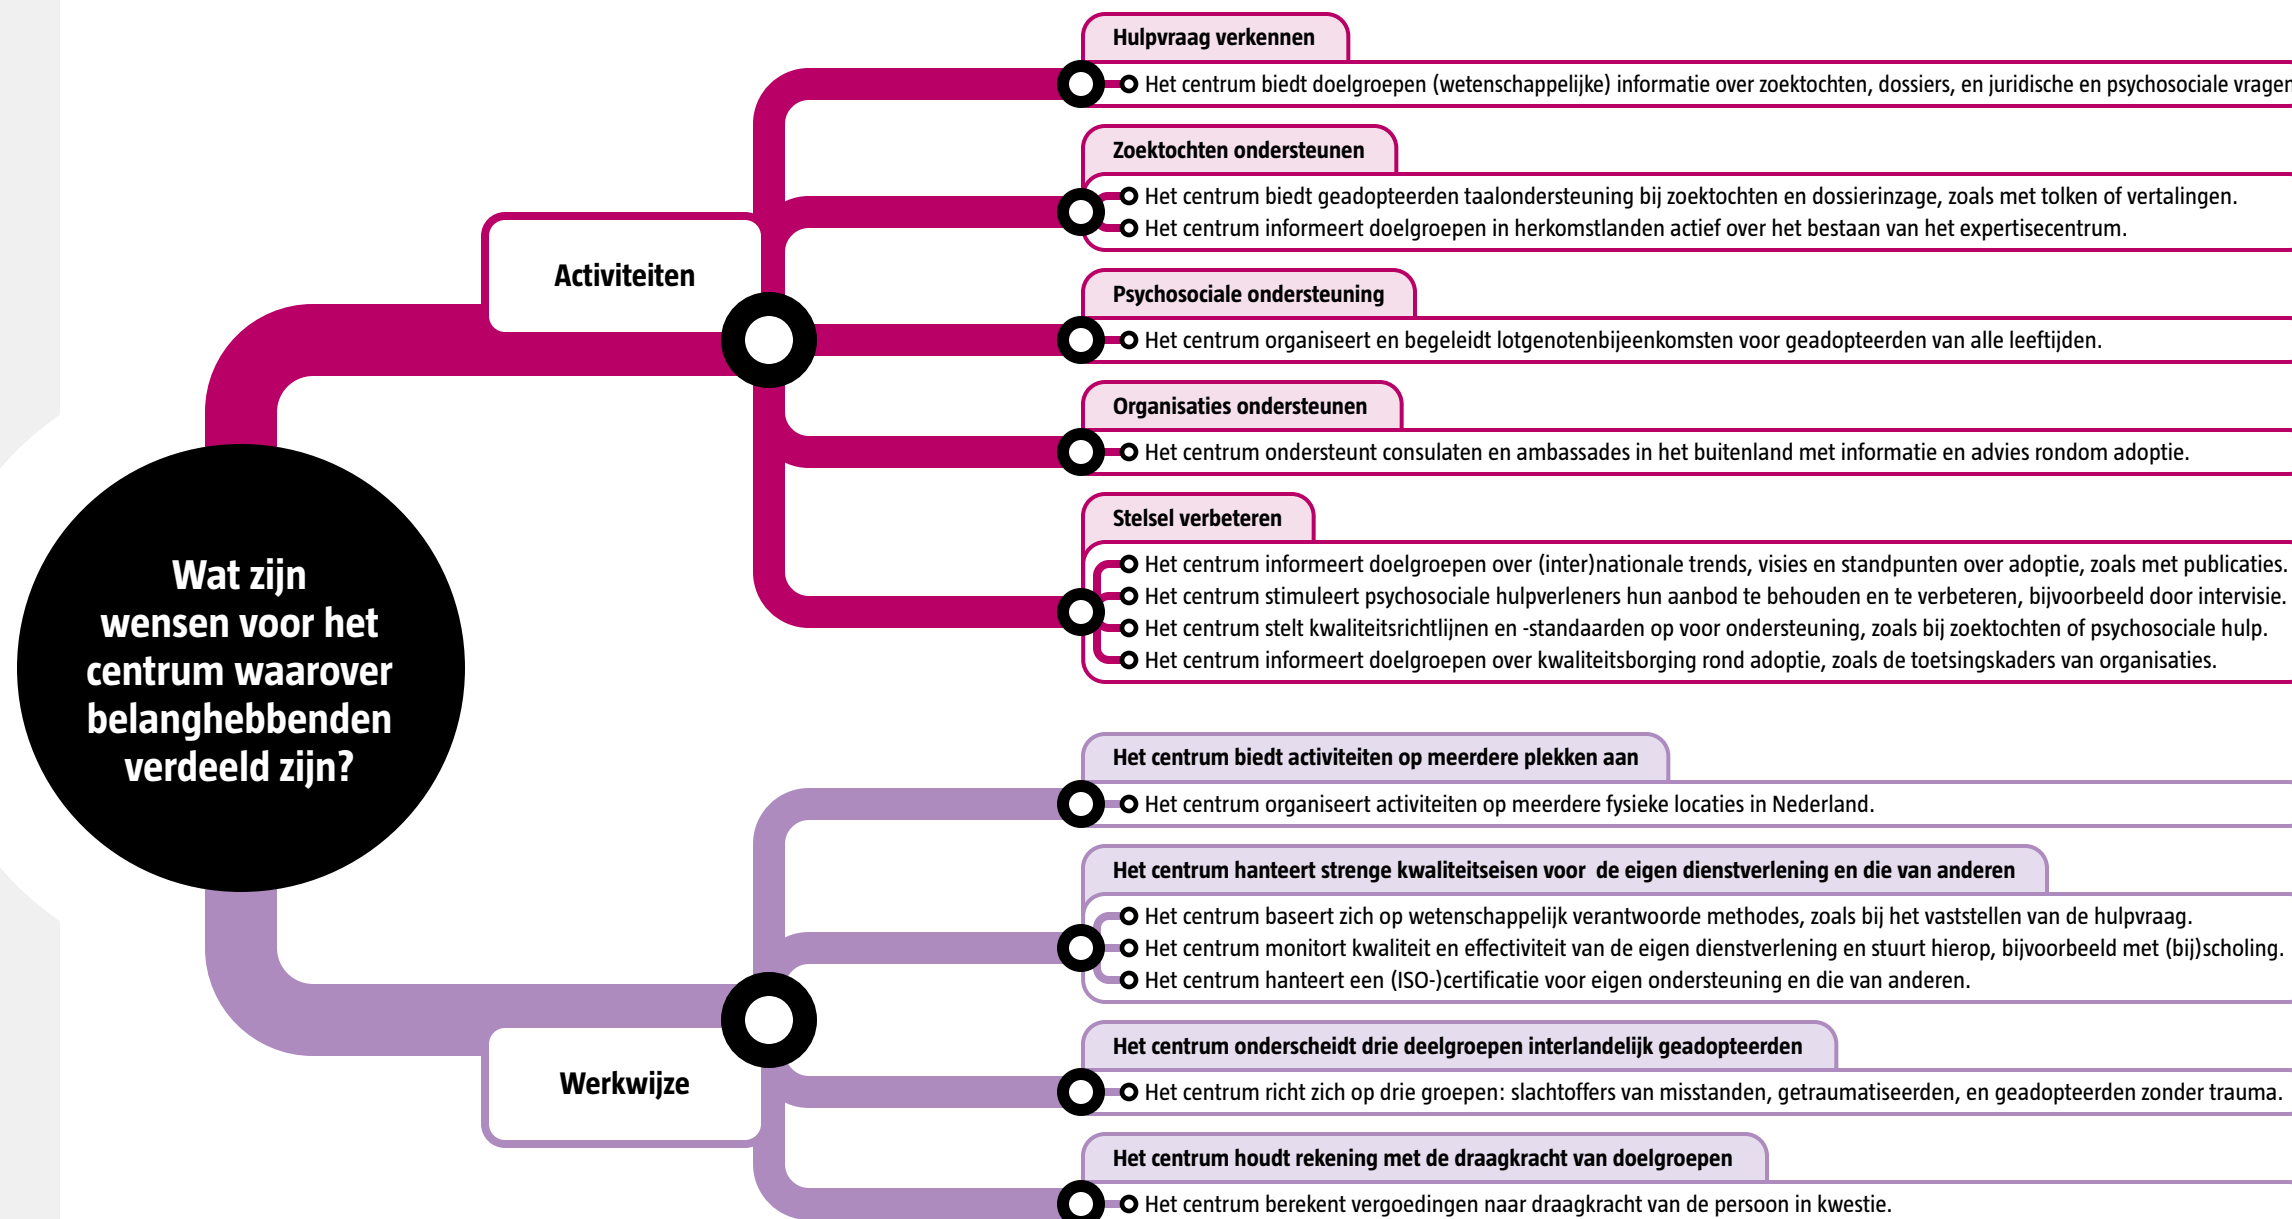 Wat zijn
wensen voor het
centrum waarover
belanghebbenden
verdeeld zijn?
Activiteiten
Hulpvraag verkennen
Het centrum biedt doelgroepen (wetenschappelijke) informatie over zoektochten, dossiers, en juridische en psychosociale vragen
Zoektochten ondersteunen
Het centrum biedt geadopteerden taalondersteuning bij zoektochten en dossierinzage, zoals met tolken of vertalingen.
Het centrum informeert doelgroepen in herkomstlanden actief over het bestaan van het expertisecentrum.
Psychosociale ondersteuning
Het centrum organiseert en begeleidt lotgenotenbijeenkomsten voor geadopteerden van alle leeftijden.
Organisaties ondersteunen
Het centrum ondersteunt consulaten en ambassades in het buitenland met informatie en advies rondom adoptie.
Stelsel verbeteren
Het centrum informeert doelgroepen over (inter)nationale trends, visies en standpunten over adoptie, zoals met publicaties.
Het centrum stimuleert psychosociale hulpverleners hun aanbod te behouden en te verbeteren, bijvoorbeeld door intervisie.
Het centrum stelt kwaliteitsrichtlijnen en -standaarden op voor ondersteuning, zoals bij zoektochten of psychosociale hulp.
Het centrum informeert doelgroepen over kwaliteitsborging rond adoptie, zoals de toetsingskaders van organisaties.
Werkwijze
Het centrum biedt activiteiten op meerdere plekken aan
Het centrum organiseert activiteiten op meerdere fysieke locaties in Nederland.
Het centrum hanteert strenge kwaliteitseisen voor  de eigen dienstverlening en die van anderen
Het centrum baseert zich op wetenschappelijk verantwoorde methodes, zoals bij het vaststellen van de hulpvraag.
Het centrum monitort kwaliteit en effectiviteit van de eigen dienstverlening en stuurt hierop, bijvoorbeeld met (bij)scholing.
Het centrum hanteert een (ISO-)certificatie voor eigen ondersteuning en die van anderen.
Het centrum onderscheidt drie deelgroepen interlandelijk geadopteerden
Het centrum richt zich op drie groepen: slachtoffers van misstanden, getraumatiseerden, en geadopteerden zonder trauma.
Het centrum houdt rekening met de draagkracht van doelgroepen
Het centrum berekent vergoedingen naar draagkracht van de persoon in kwestie.